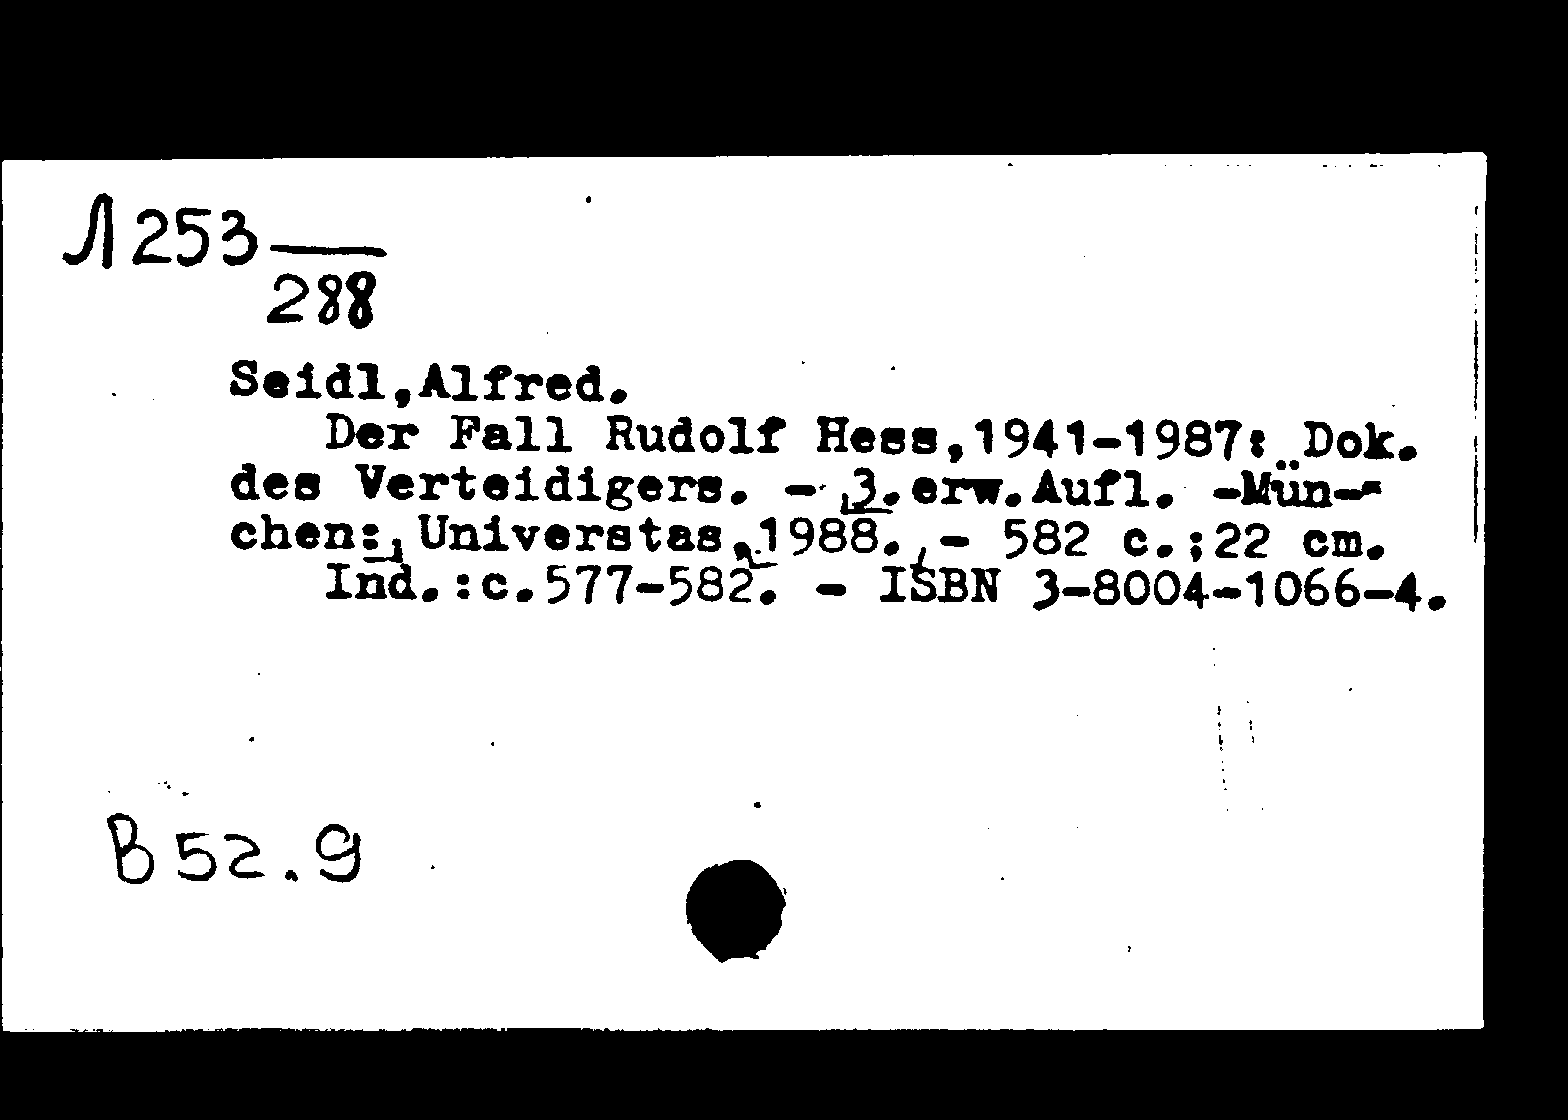 Л253
288
Seidl,Alfred.
Der Fall Rudolf Hess,1941-1987: Dok.
des Verteidigers. - 3.erw.Aufl. -Mün-
chen: Universtas,1988. - 582 c.;22 cm.
Ind.:c.577-582. - ISBN 3-8004-1066-4.
В52.9